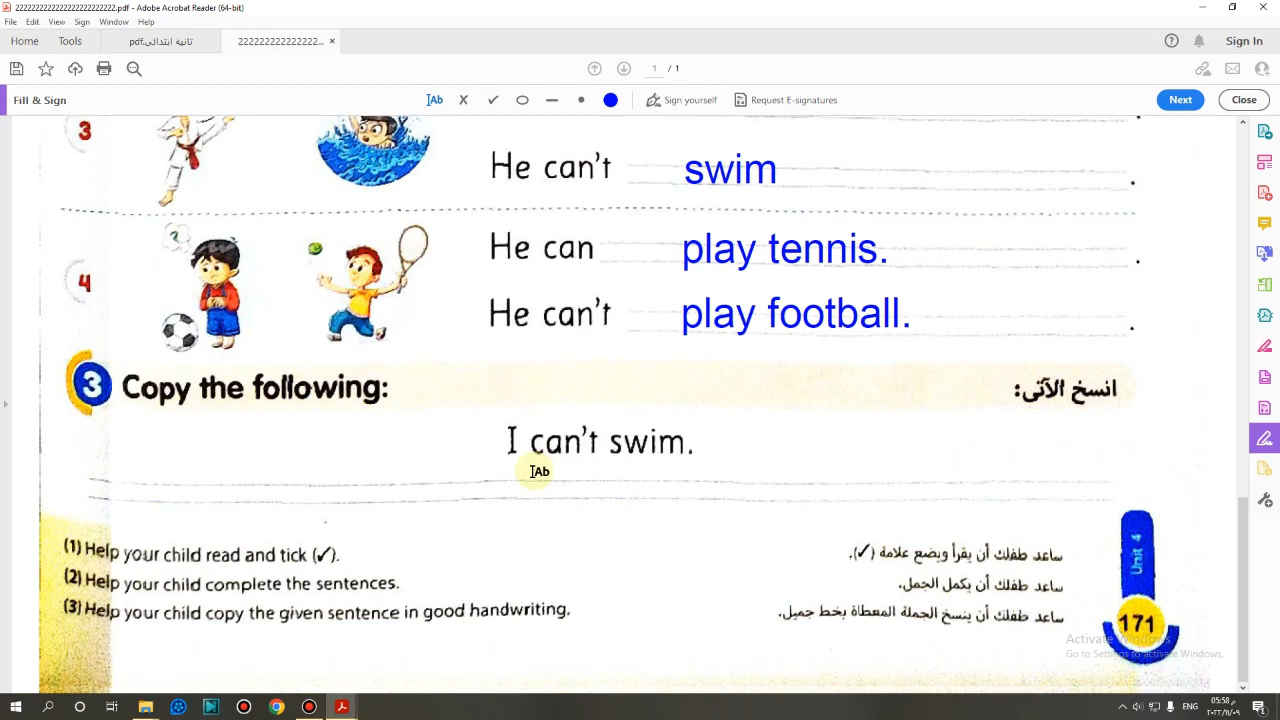 22222222222222222222222.pdf - Adobe Acrobat Reader (64-bit)
File Edit View Sign Window Help
Home Tools ثانية ابتدائى.pdf 222222222222222... × Sign In
1 / 1
Fill & Sign Ab Sign yourself Request E-signatures Next Close
3
He can't swim .
4
? He can play tennis. .
He can't play football. .
3 Copy the following: انسخ الآتى:
I can't swim.
Ab
(1) Help your child read and tick (✓). ساعد طفلك أن يقرأ ويضع علامة (✓).
(2) Help your child complete the sentences. ساعد طفلك أن يكمل الجمل.
(3) Help your child copy the given sentence in good handwriting. ساعد طفلك أن ينسخ الجملة المعطاة بخط جميل.
Unit 4
171
Activate Windows
Go to Settings to activate Windows.
ENG 05:58 م